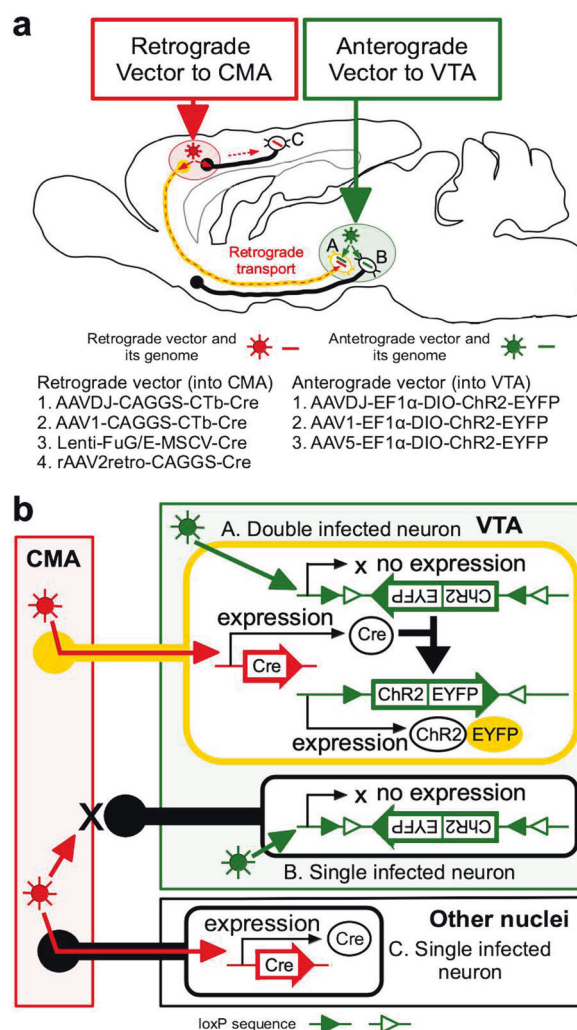 a
Retrograde
Vector to CMA
Anterograde
Vector to VTA
C
A
B
Retrograde
transport
Retrograde vector and
its genome
Antetrograde vector and
its genome
Retrograde vector (into CMA)
1. AAVDJ-CAGGS-CTb-Cre
2. AAV1-CAGGS-CTb-Cre
3. Lenti-FuG/E-MSCV-Cre
4. rAAV2retro-CAGGS-Cre
Anterograde vector (into VTA)
1. AAVDJ-EF1α-DIO-ChR2-EYFP
2. AAV1-EF1α-DIO-ChR2-EYFP
3. AAV5-EF1α-DIO-ChR2-EYFP
b
CMA
A. Double infected neuron VTA
x no expression
ChR2 EYFP
expression
Cre
Cre
ChR2 EYFP
expression
ChR2 EYFP
X
x no expression
ChR2 EYFP
B. Single infected neuron
Other nuclei
expression
Cre
Cre
C. Single infected
neuron
loxP sequence